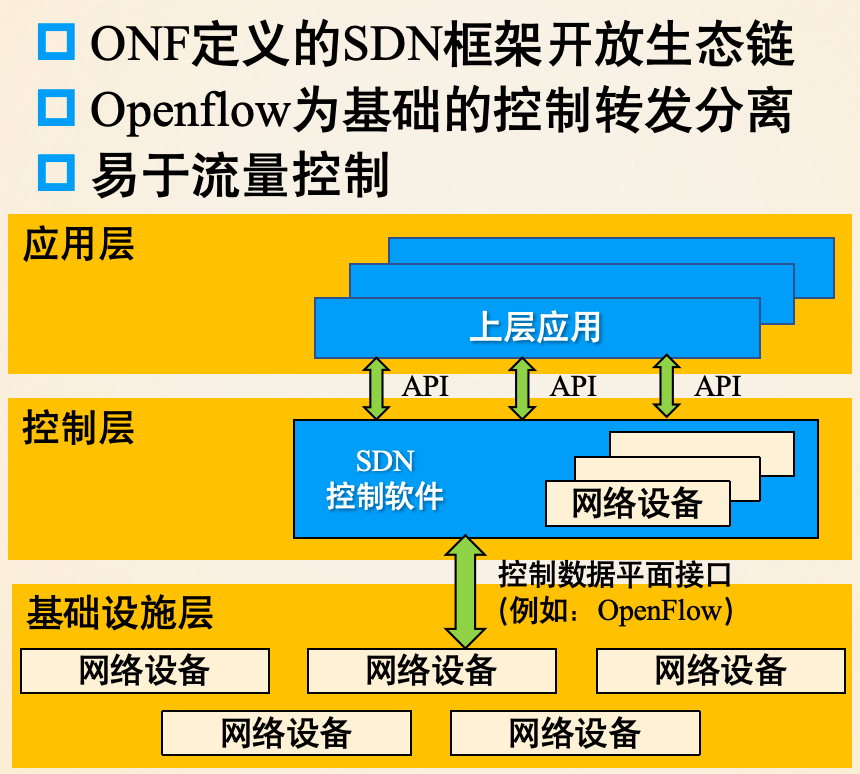 ONF定义的SDN框架开放生态链
Openflow为基础的控制转发分离
易于流量控制
应用层
上层应用
API
API
API
控制层
SDN
控制软件
网络设备
控制数据平面接口
(例如：OpenFlow)
基础设施层
网络设备
网络设备
网络设备
网络设备
网络设备